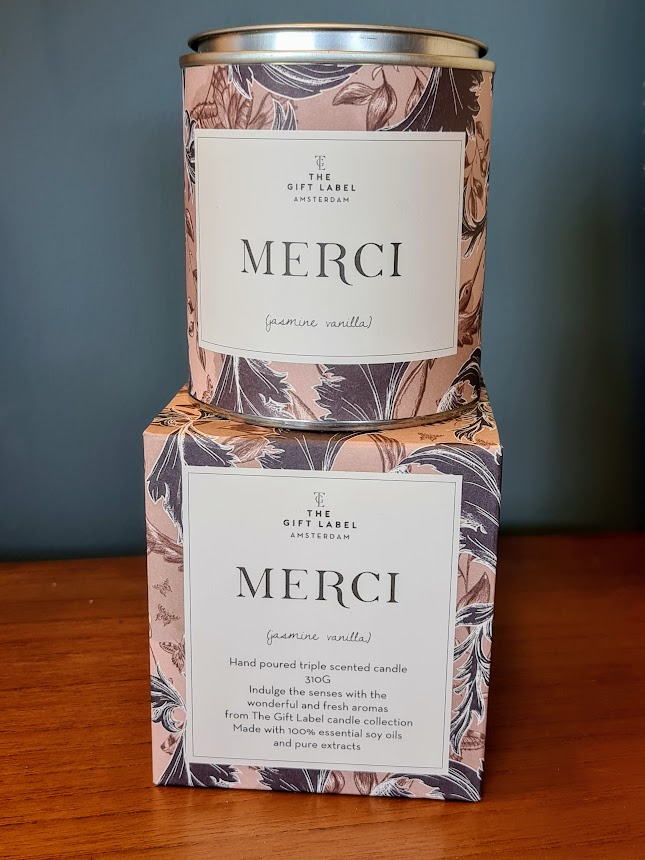 THE
GIFT LABEL
AMSTERDAM
MERCI
(jasmine vanilla)
THE
GIFT LABEL
AMSTERDAM
MERCI
(jasmine vanilla)
Hand poured triple scented candle
310G
Indulge the senses with the
wonderful and fresh aromas
from The Gift Label candle collection
Made with 100% essential soy oils
and pure extracts